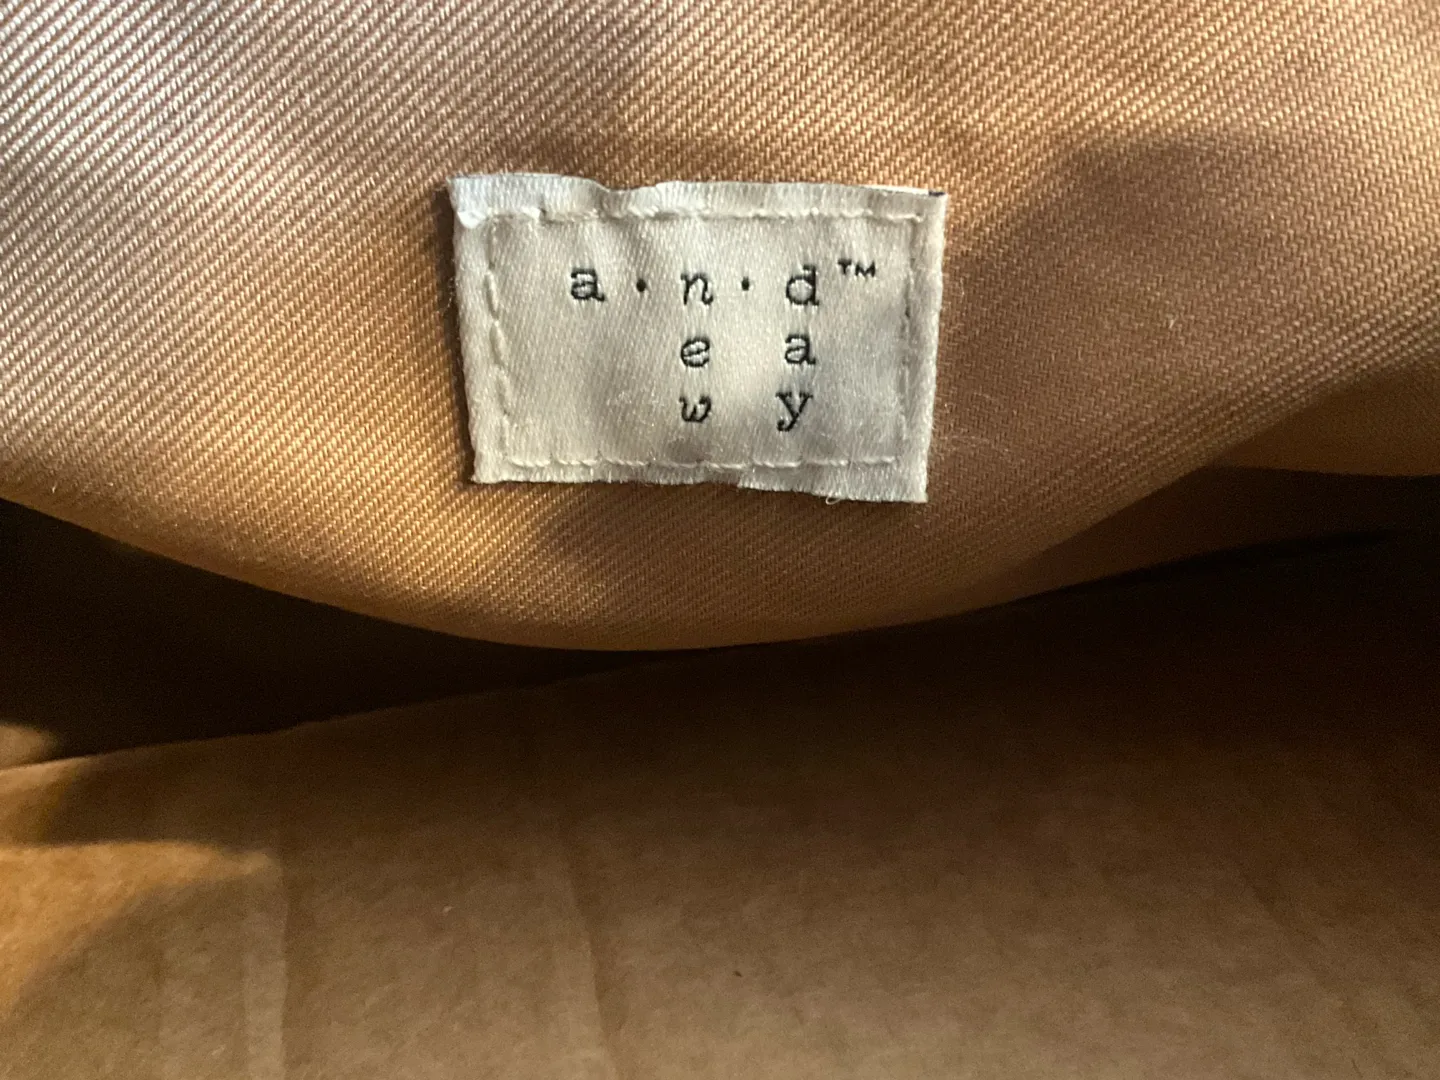 a · n · d™
e a
w y